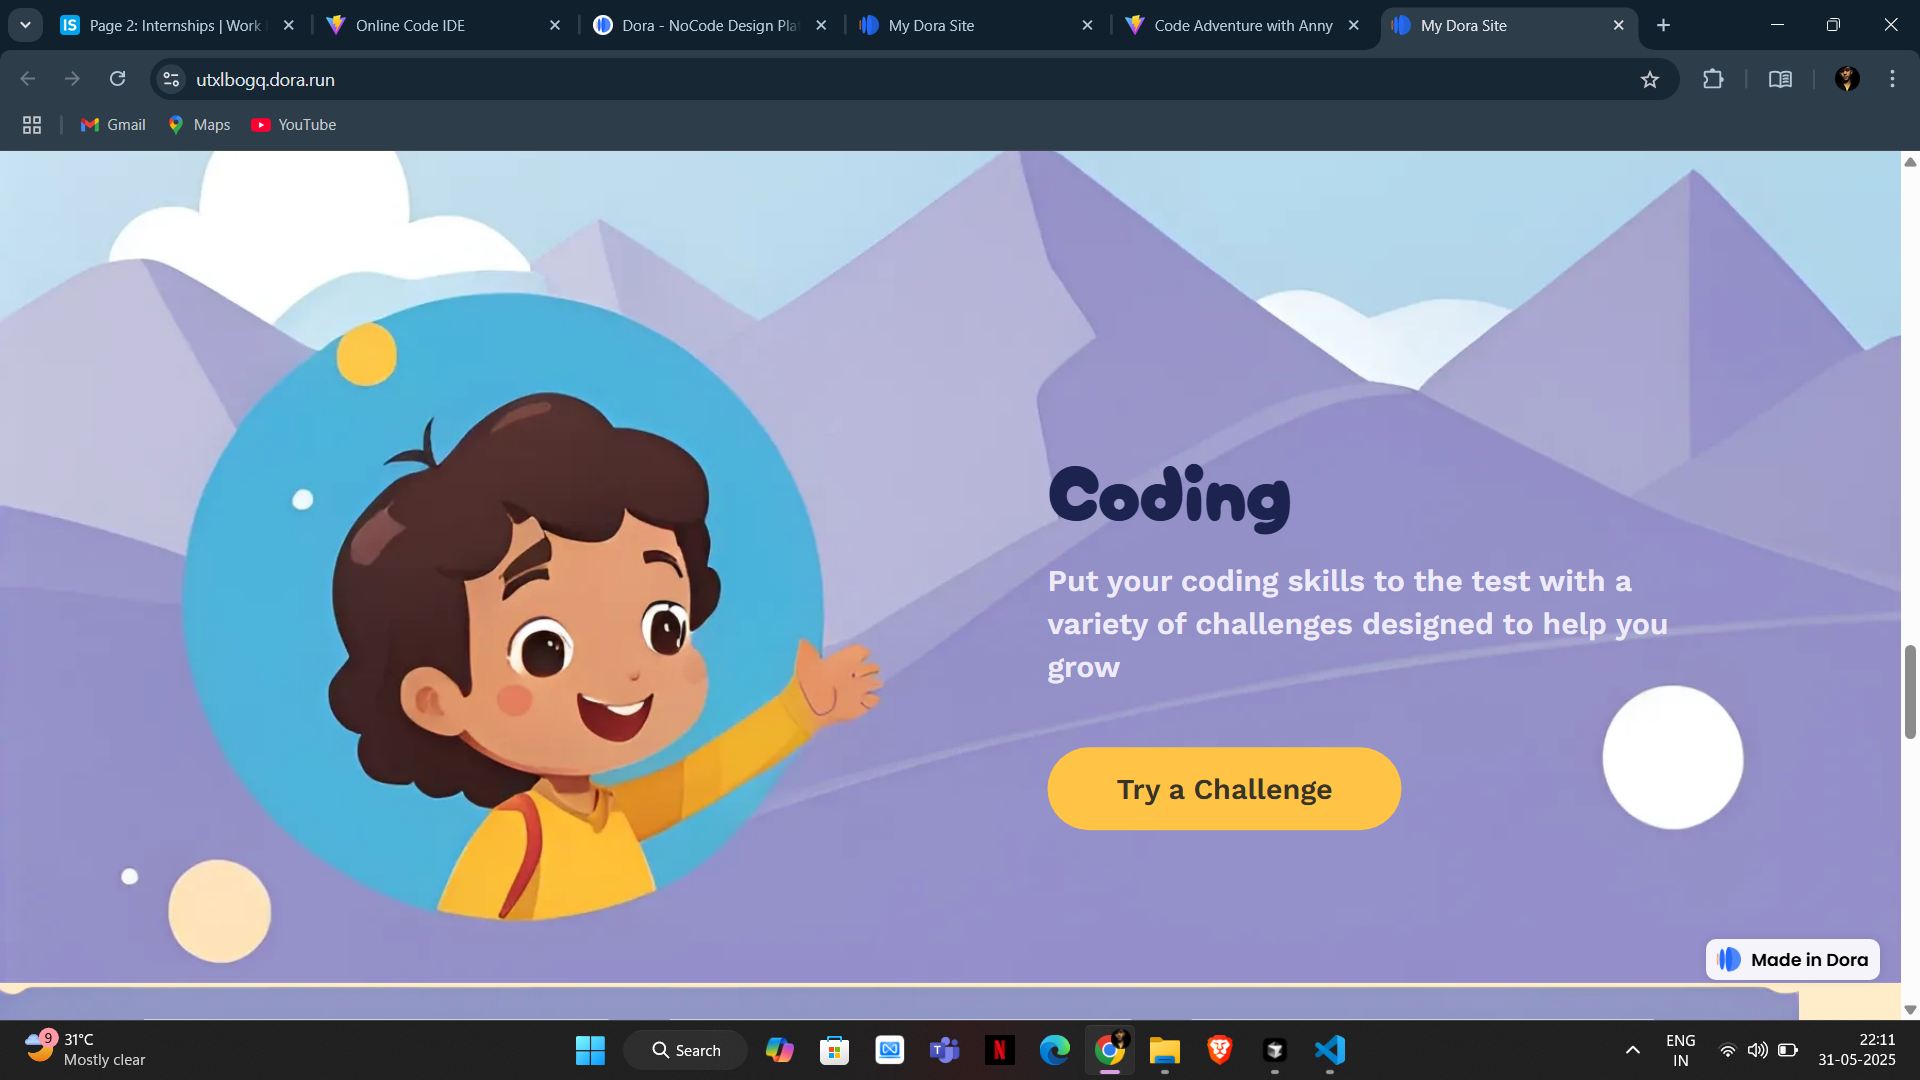 Page 2: Internships | Work
Online Code IDE
Dora - NoCode Design Pla
My Dora Site
Code Adventure with Anny
My Dora Site
utxlbogq.dora.run
Gmail
Maps
YouTube
Coding
Put your coding skills to the test with a
variety of challenges designed to help you
grow
Try a Challenge
Made in Dora
9
31°C
Mostly clear
Search
ENG
IN
22:11
31-05-2025